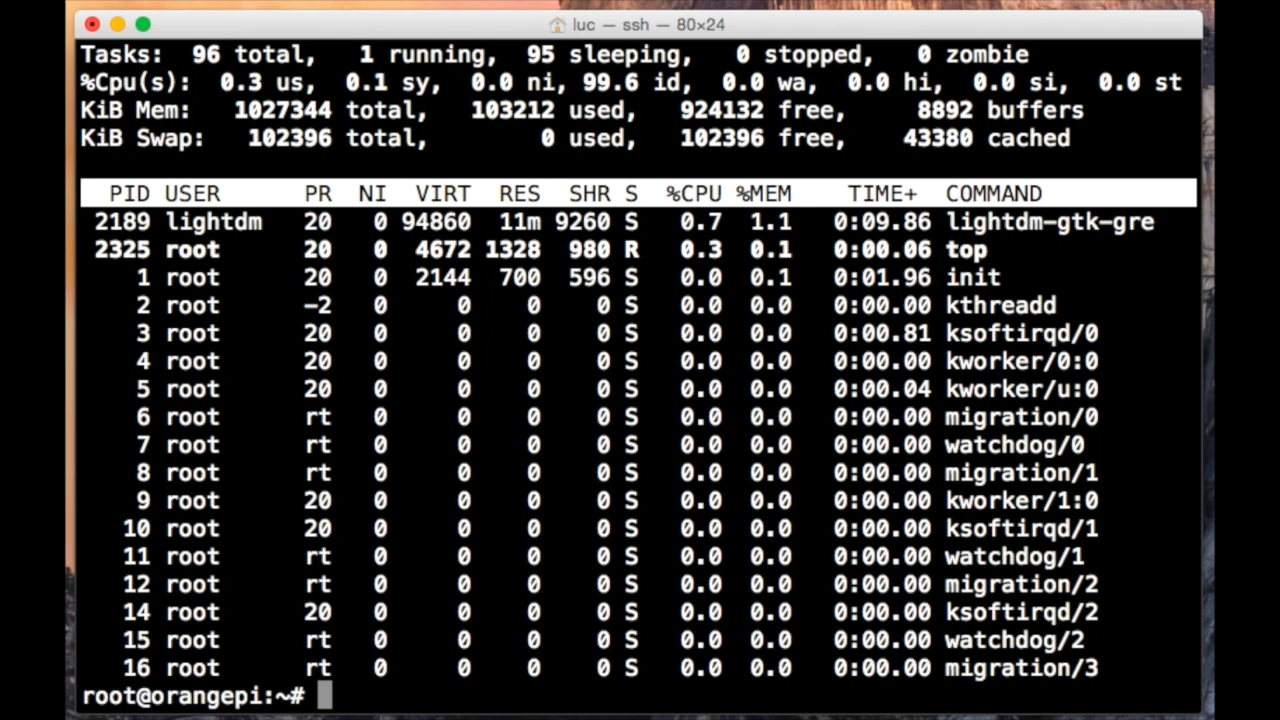 luc — ssh — 80×24
Tasks:  96 total,   1 running,  95 sleeping,   0 stopped,   0 zombie
%Cpu(s):  0.3 us,  0.1 sy,  0.0 ni, 99.6 id,  0.0 wa,  0.0 hi,  0.0 si,  0.0 st
KiB Mem:   1027344 total,   103212 used,   924132 free,     8892 buffers
KiB Swap:   102396 total,        0 used,   102396 free,    43380 cached
  PID USER      PR  NI  VIRT  RES  SHR S  %CPU %MEM    TIME+  COMMAND
 2189 lightdm   20   0 94860  11m 9260 S   0.7  1.1   0:09.86 lightdm-gtk-gre
 2325 root      20   0  4672 1328  980 R   0.3  0.1   0:00.06 top
    1 root      20   0  2144  700  596 S   0.0  0.1   0:01.96 init
    2 root      -2   0     0    0    0 S   0.0  0.0   0:00.00 kthreadd
    3 root      20   0     0    0    0 S   0.0  0.0   0:00.81 ksoftirqd/0
    4 root      20   0     0    0    0 S   0.0  0.0   0:00.00 kworker/0:0
    5 root      20   0     0    0    0 S   0.0  0.0   0:00.04 kworker/u:0
    6 root      rt   0     0    0    0 S   0.0  0.0   0:00.00 migration/0
    7 root      rt   0     0    0    0 S   0.0  0.0   0:00.00 watchdog/0
    8 root      rt   0     0    0    0 S   0.0  0.0   0:00.00 migration/1
    9 root      20   0     0    0    0 S   0.0  0.0   0:00.00 kworker/1:0
   10 root      20   0     0    0    0 S   0.0  0.0   0:00.00 ksoftirqd/1
   11 root      rt   0     0    0    0 S   0.0  0.0   0:00.00 watchdog/1
   12 root      rt   0     0    0    0 S   0.0  0.0   0:00.00 migration/2
   14 root      20   0     0    0    0 S   0.0  0.0   0:00.00 ksoftirqd/2
   15 root      rt   0     0    0    0 S   0.0  0.0   0:00.00 watchdog/2
   16 root      rt   0     0    0    0 S   0.0  0.0   0:00.00 migration/3
root@orangepi:~#